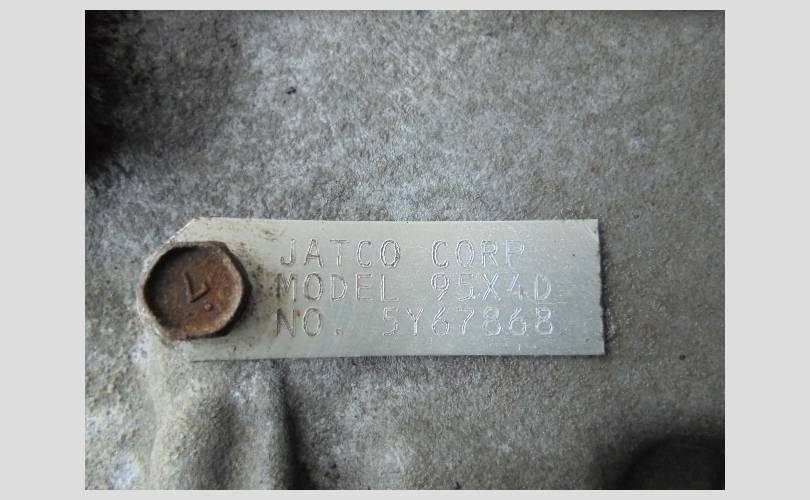 JATCO CORP
MODEL 95X4D
NO. 5Y67868